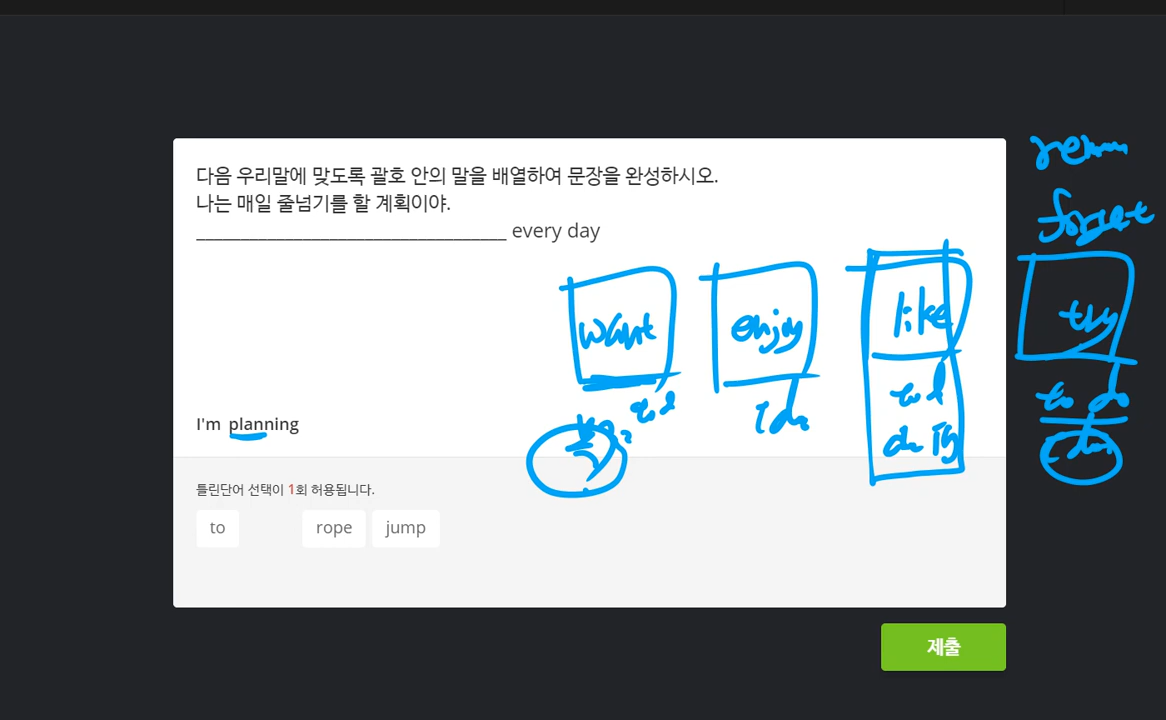 다음 우리말에 맞도록 괄호 안의 말을 배열하여 문장을 완성하시오.
나는 매일 줄넘기를 할 계획이야.
___________________________________ every day
forget
want
enjoy
like
try
to do
I'm planning
틀린단어 선택이 1회 허용됩니다.
to rope jump
제출